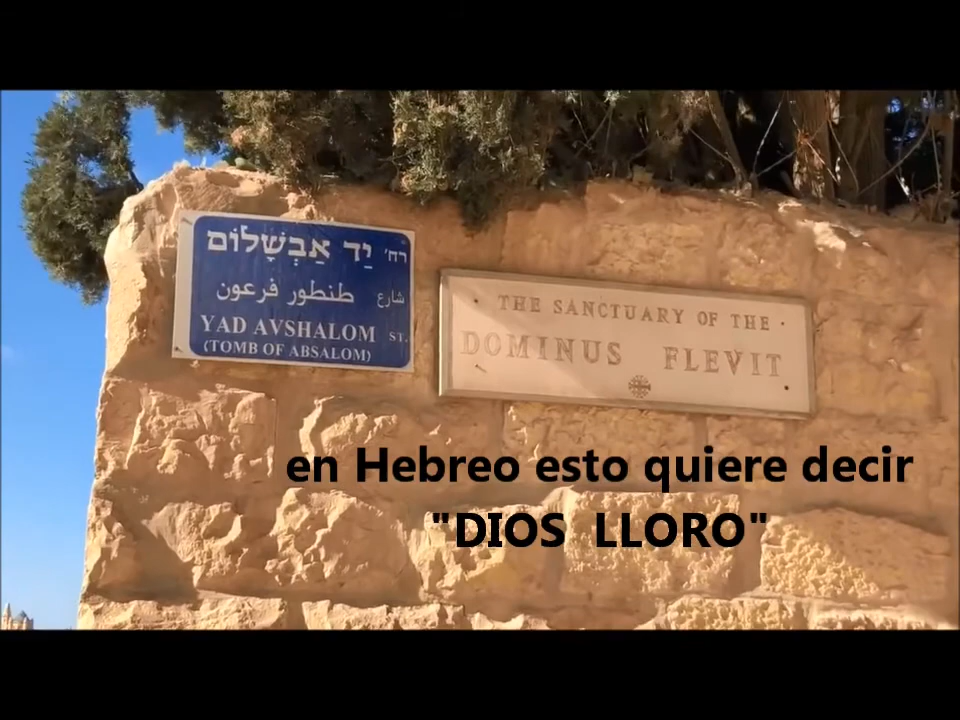 רח' יַד אַבְשָׁלוֹם
شارع طنطور فرعون
YAD AVSHALOM ST.
(TOMB OF ABSALOM)
THE SANCTUARY OF THE
DOMINUS FLEVIT
en Hebreo esto quiere decir
"DIOS LLORO"